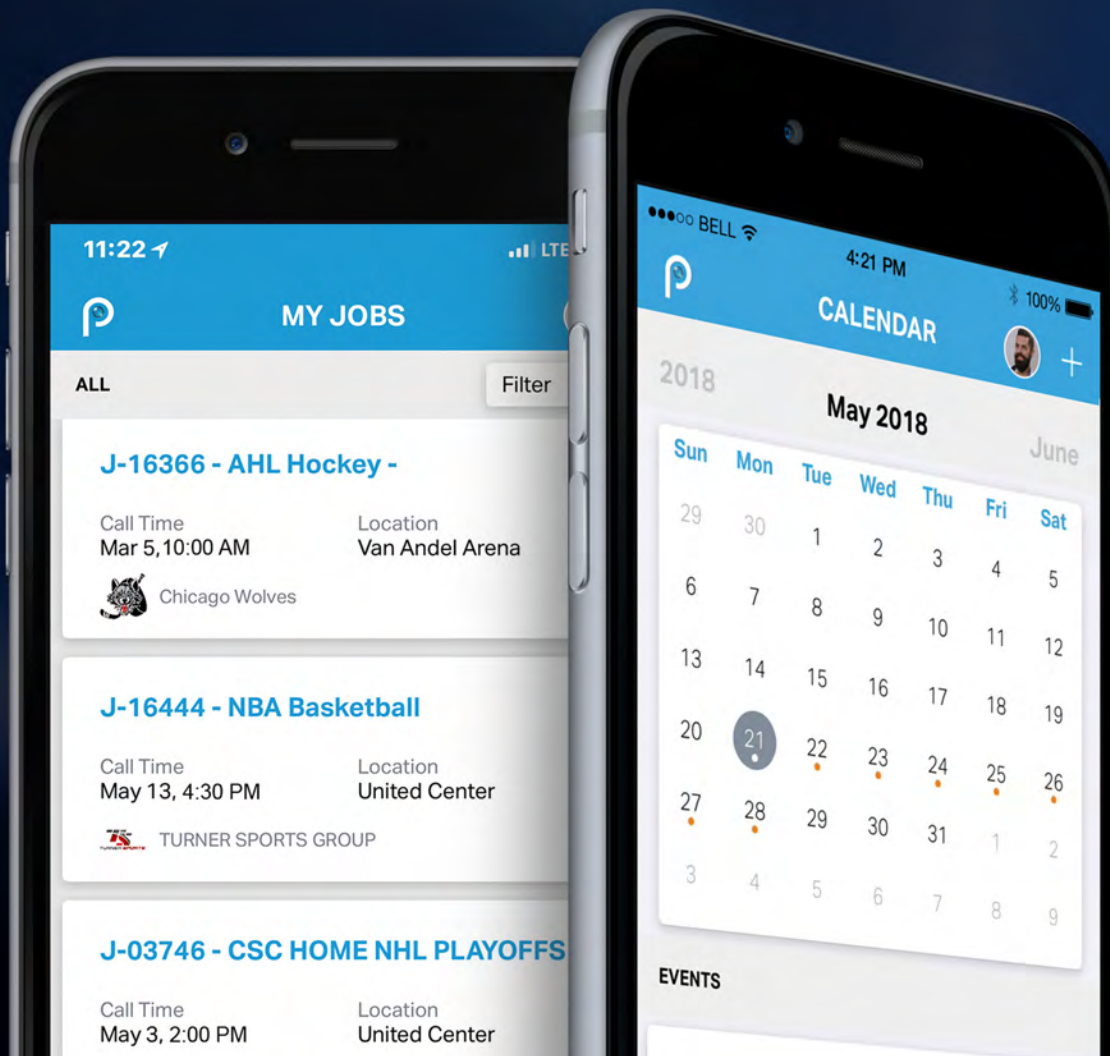 11:22
LTE
MY JOBS
ALL
Filter
J-16366 - AHL Hockey -
Call Time
Location
Mar 5,10:00 AM
Van Andel Arena
Chicago Wolves
J-16444 - NBA Basketball
Call Time
Location
May 13, 4:30 PM
United Center
TURNER SPORTS GROUP
J-03746 - CSC HOME NHL PLAYOFFS
Call Time
Location
May 3, 2:00 PM
United Center
BELL
4:21 PM
100%
CALENDAR
2018
May 2018
June
Sun Mon Tue Wed Thu Fri Sat
29 30 1 2 3 4 5
6 7 8 9 10 11 12
13 14 15 16 17 18 19
20 21 22 23 24 25 26
27 28 29 30 31 1 2
3 4 5 6 7 8 9
EVENTS